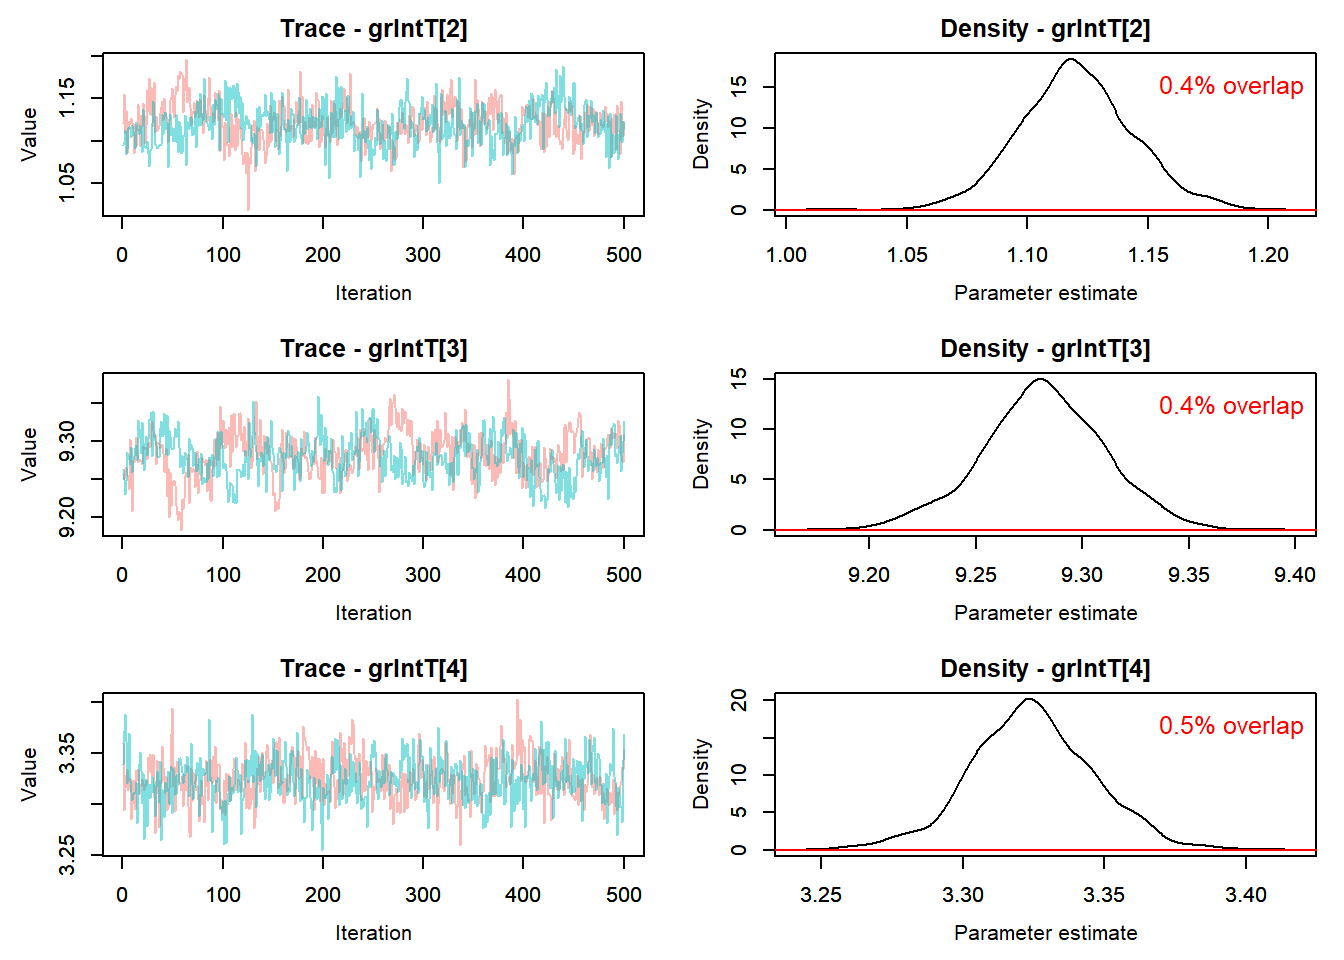 Trace - grIntT[2]
Value
1.05
1.15
0
100
200
300
400
500
Iteration
Density - grIntT[2]
Density
0
5
10
15
0.4% overlap
1.00
1.05
1.10
1.15
1.20
Parameter estimate
Trace - grIntT[3]
Value
9.20
9.30
0
100
200
300
400
500
Iteration
Density - grIntT[3]
Density
0
5
10
15
0.4% overlap
9.20
9.25
9.30
9.35
9.40
Parameter estimate
Trace - grIntT[4]
Value
3.25
3.35
0
100
200
300
400
500
Iteration
Density - grIntT[4]
Density
0
5
10
20
0.5% overlap
3.25
3.30
3.35
3.40
Parameter estimate